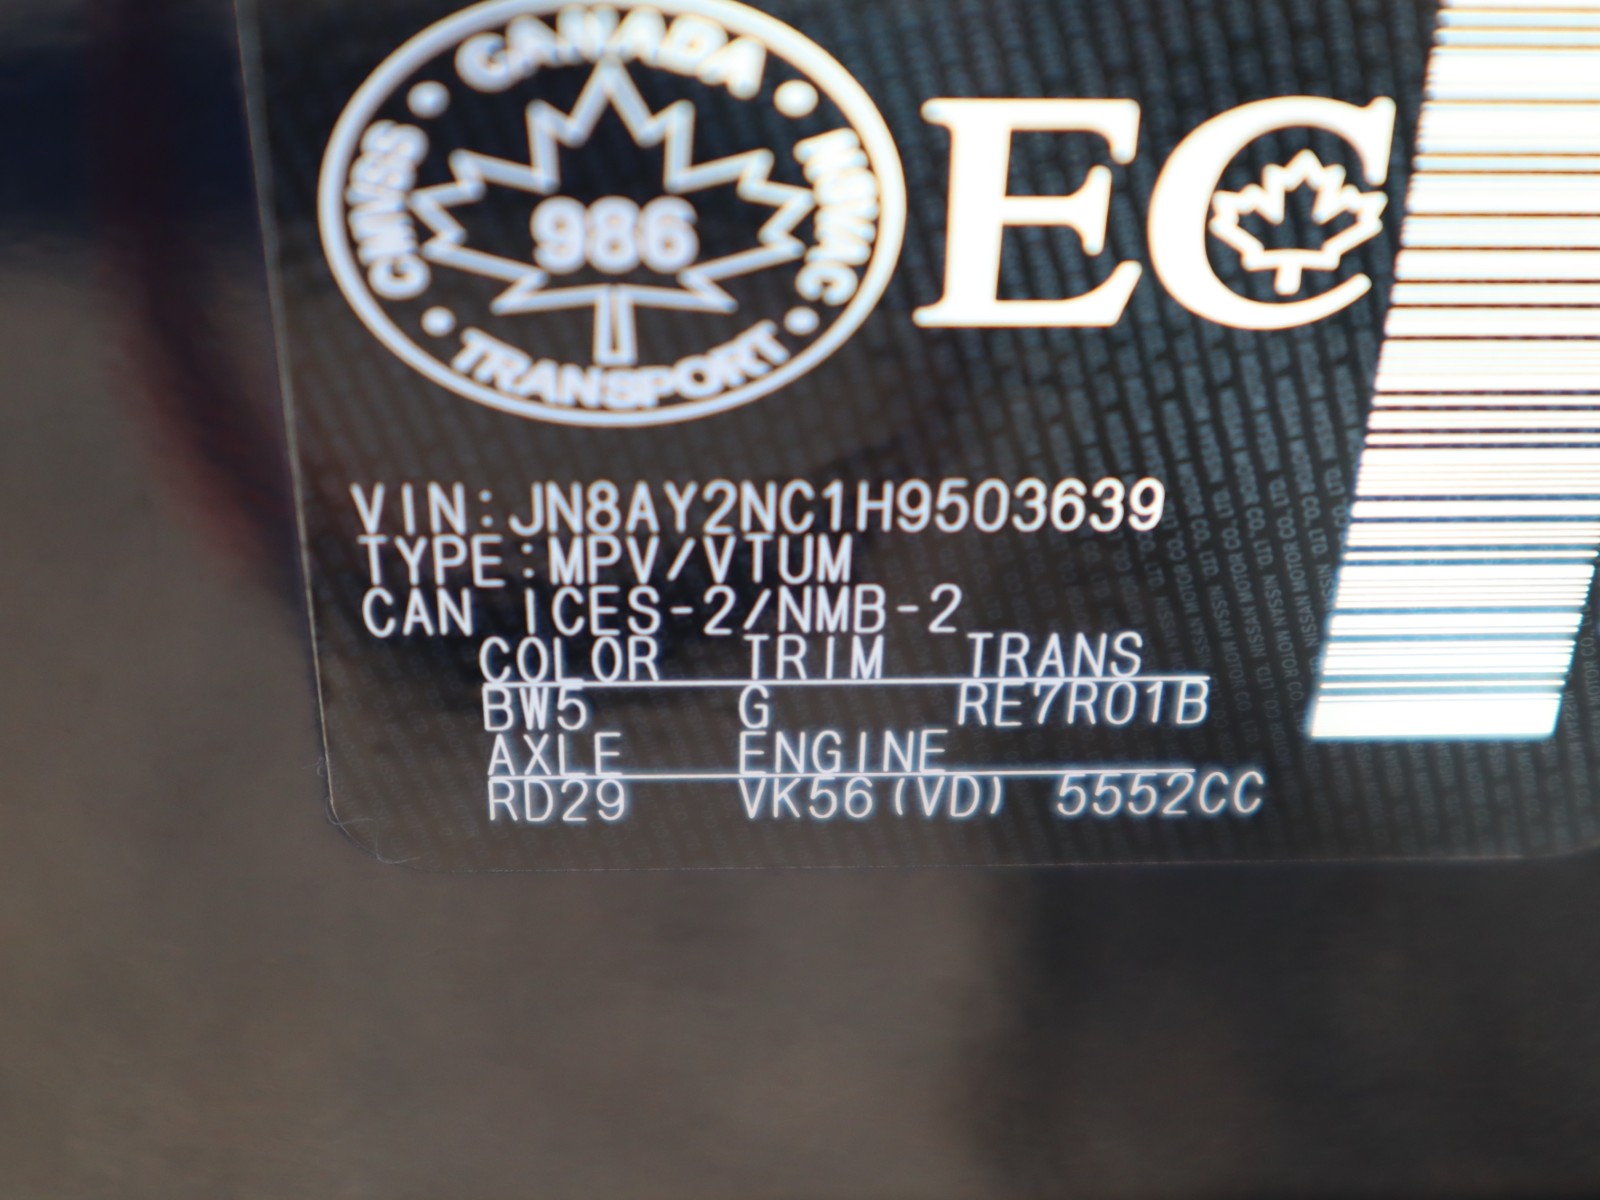 CANADA
CMVSS
986
NVMAC
TRANSPORT
EC
VIN:JN8AY2NC1H9503639
TYPE:MPV/VTUM
CAN ICES-2/NMB-2
COLOR TRIM TRANS
BW5 G RE7R01B
AXLE ENGINE
RD29 VK56(VD) 5552CC